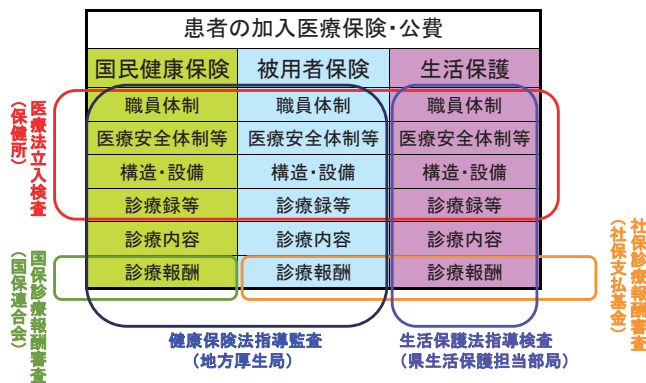 患者の加入医療保険・公費
国民健康保険 被用者保険 生活保護
職員体制 職員体制 職員体制
医療安全体制等 医療安全体制等 医療安全体制等
構造・設備 構造・設備 構造・設備
診療録等 診療録等 診療録等
診療内容 診療内容 診療内容
診療報酬 診療報酬 診療報酬
医療法立入検査
（保健所）
国保診療報酬審査
（国保連合会）
社保診療報酬審査
（社保支払基金）
健康保険法指導監査
（地方厚生局）
生活保護法指導検査
（県生活保護担当部局）